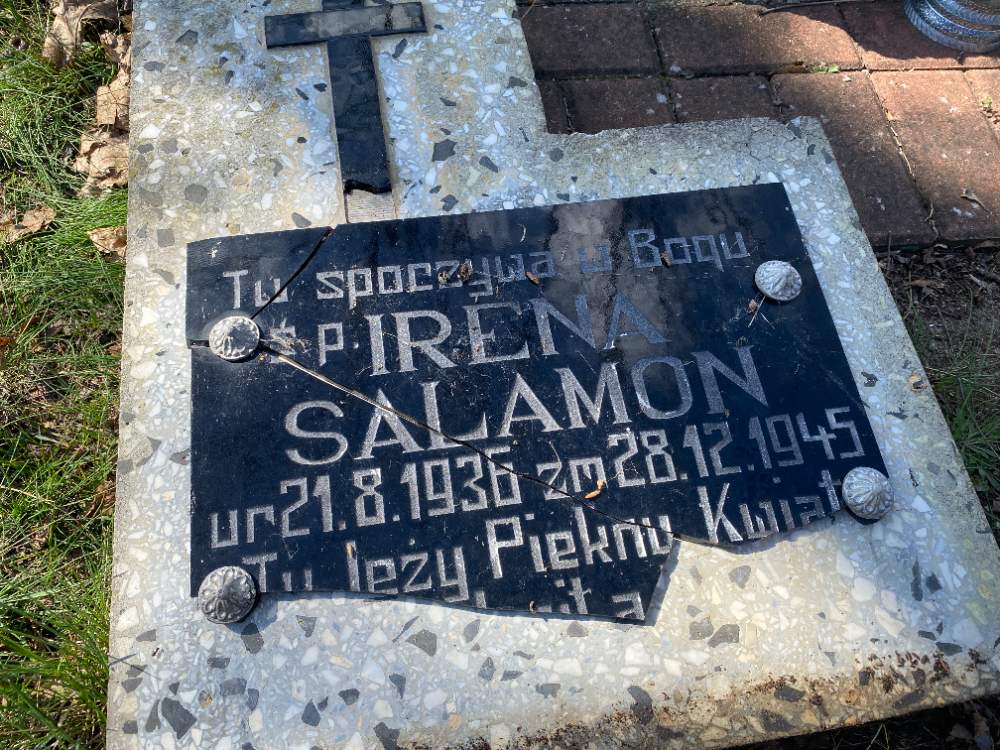 Tu spoczywa w Bogu
Ś p. IRENA
SALAMON
ur 21.8.1936 zm. 28.12.1945
Tu leży Piękny Kwiat